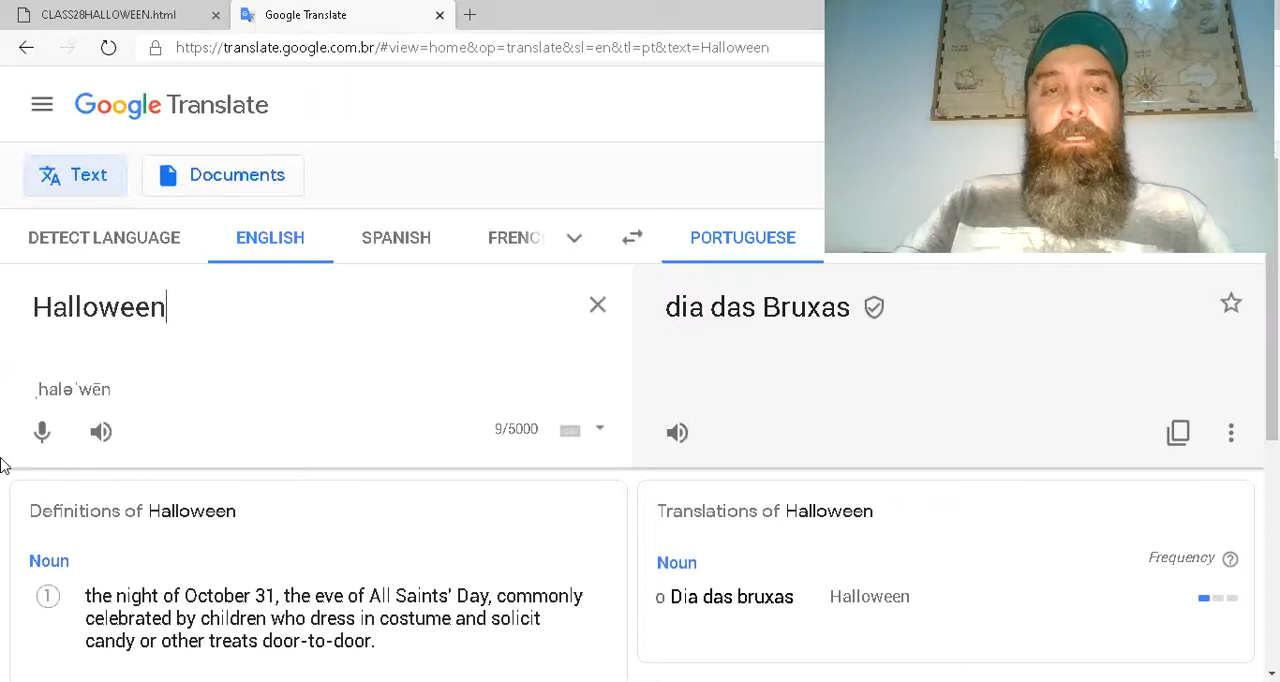 CLASS28HALLOWEEN.html
Google Translate
https://translate.google.com.br/#view=home&op=translate&sl=en&tl=pt&text=Halloween
Google Translate
Text
Documents
DETECT LANGUAGE
ENGLISH
SPANISH
FRENC
PORTUGUESE
Halloween
dia das Bruxas
ˌhaləˈwēn
9/5000
Definitions of Halloween
Noun
1
the night of October 31, the eve of All Saints' Day, commonly
celebrated by children who dress in costume and solicit
candy or other treats door-to-door.
Translations of Halloween
Noun
Frequency
o Dia das bruxas
Halloween